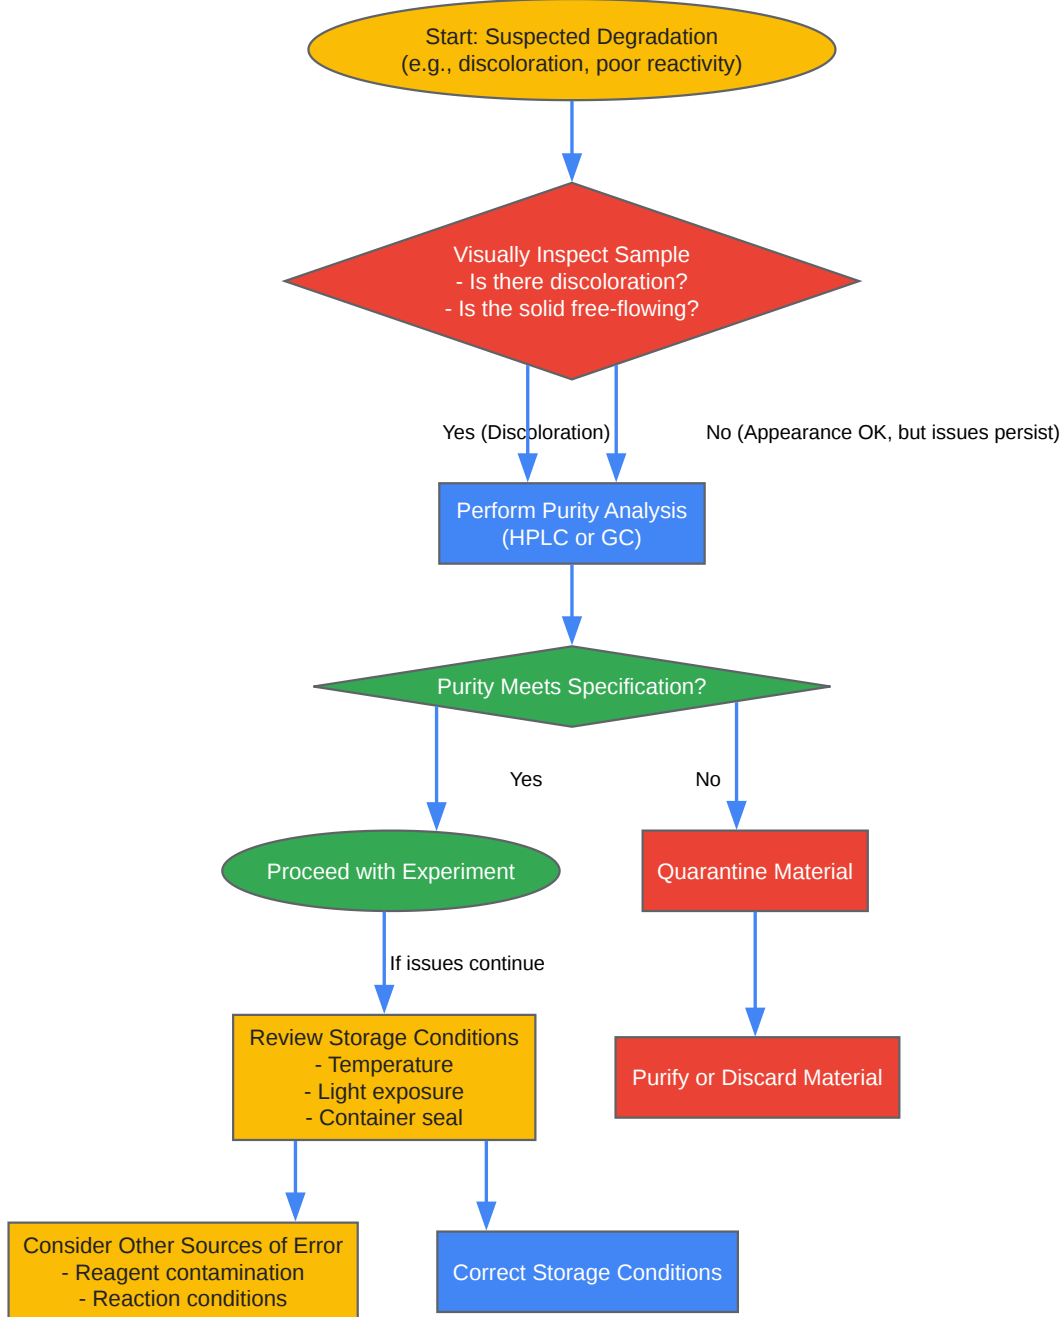 Start: Suspected Degradation
(e.g., discoloration, poor reactivity)
Visually Inspect Sample
- Is there discoloration?
- Is the solid free-flowing?
Yes (Discoloration)
No (Appearance OK, but issues persist)
Perform Purity Analysis
(HPLC or GC)
Purity Meets Specification?
Yes
No
Proceed with Experiment
Quarantine Material
If issues continue
Review Storage Conditions
- Temperature
- Light exposure
- Container seal
Purify or Discard Material
Consider Other Sources of Error
- Reagent contamination
- Reaction conditions
Correct Storage Conditions